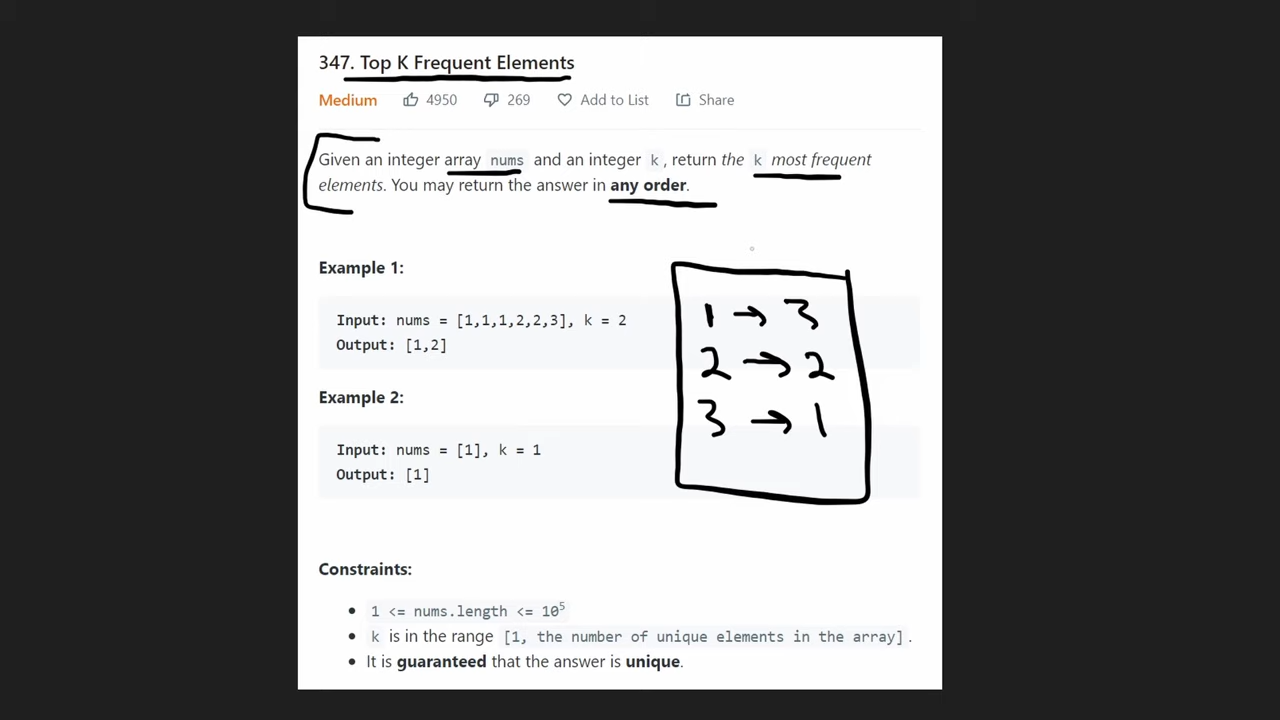 347. Top K Frequent Elements
Medium 4950 269 Add to List Share
Given an integer array nums and an integer k, return the k most frequent
elements. You may return the answer in any order.
Example 1:
Input: nums = [1,1,1,2,2,3], k = 2
Output: [1,2]
1 → 3
2 → 2
3 → 1
Example 2:
Input: nums = [1], k = 1
Output: [1]
Constraints:
• 1 <= nums.length <= 10⁵
• k is in the range [1, the number of unique elements in the array].
• It is guaranteed that the answer is unique.